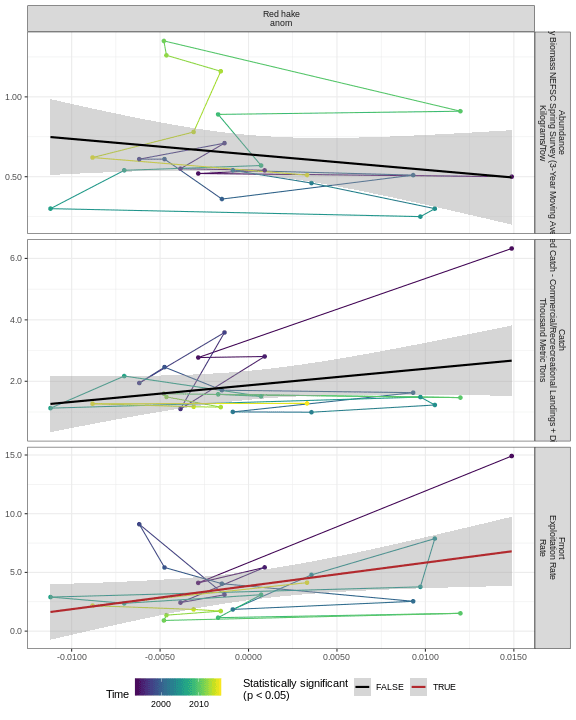 Red hake
anom
1.00
0.50
Abundance
Biomass NEFSC Spring Survey (3-Year Moving
Kilograms/tow
6.0
4.0
2.0
Catch
Catch - Commercial/Recrecreational Landings +
Thousand Metric Tons
15.0
10.0
5.0
0.0
Fmort
Exploitation Rate
Rate
-0.0100 -0.0050 0.0000 0.0050 0.0100 0.0150
Time
2000 2010
Statistically significant
(p < 0.05)
FALSE TRUE